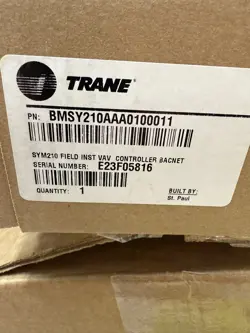 TRANE
PN: BMSY210AAA0100011
SYM210 FIELD INST VAV CONTROLLER BACNET
SERIAL NUMBER: E23F05816
QUANTITY: 1
BUILT BY:
St. Paul